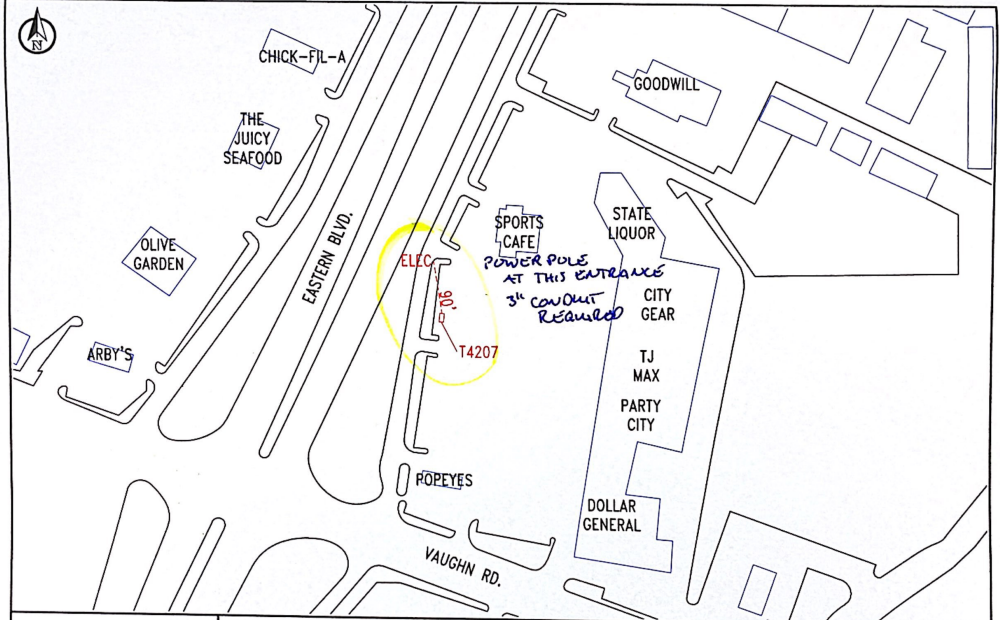 N
CHICK-FIL-A
GOODWILL
THE
JUICY
SEAFOOD
STATE
LIQUOR
SPORTS
CAFE
OLIVE
GARDEN
EASTERN BLVD.
ELEC
90'
T4207
POWER POLE
AT THIS ENTRANCE
3" CONDUIT
REQUIRED
CITY
GEAR
ARBY'S
TJ
MAX
PARTY
CITY
POPEYES
DOLLAR
GENERAL
VAUGHN RD.